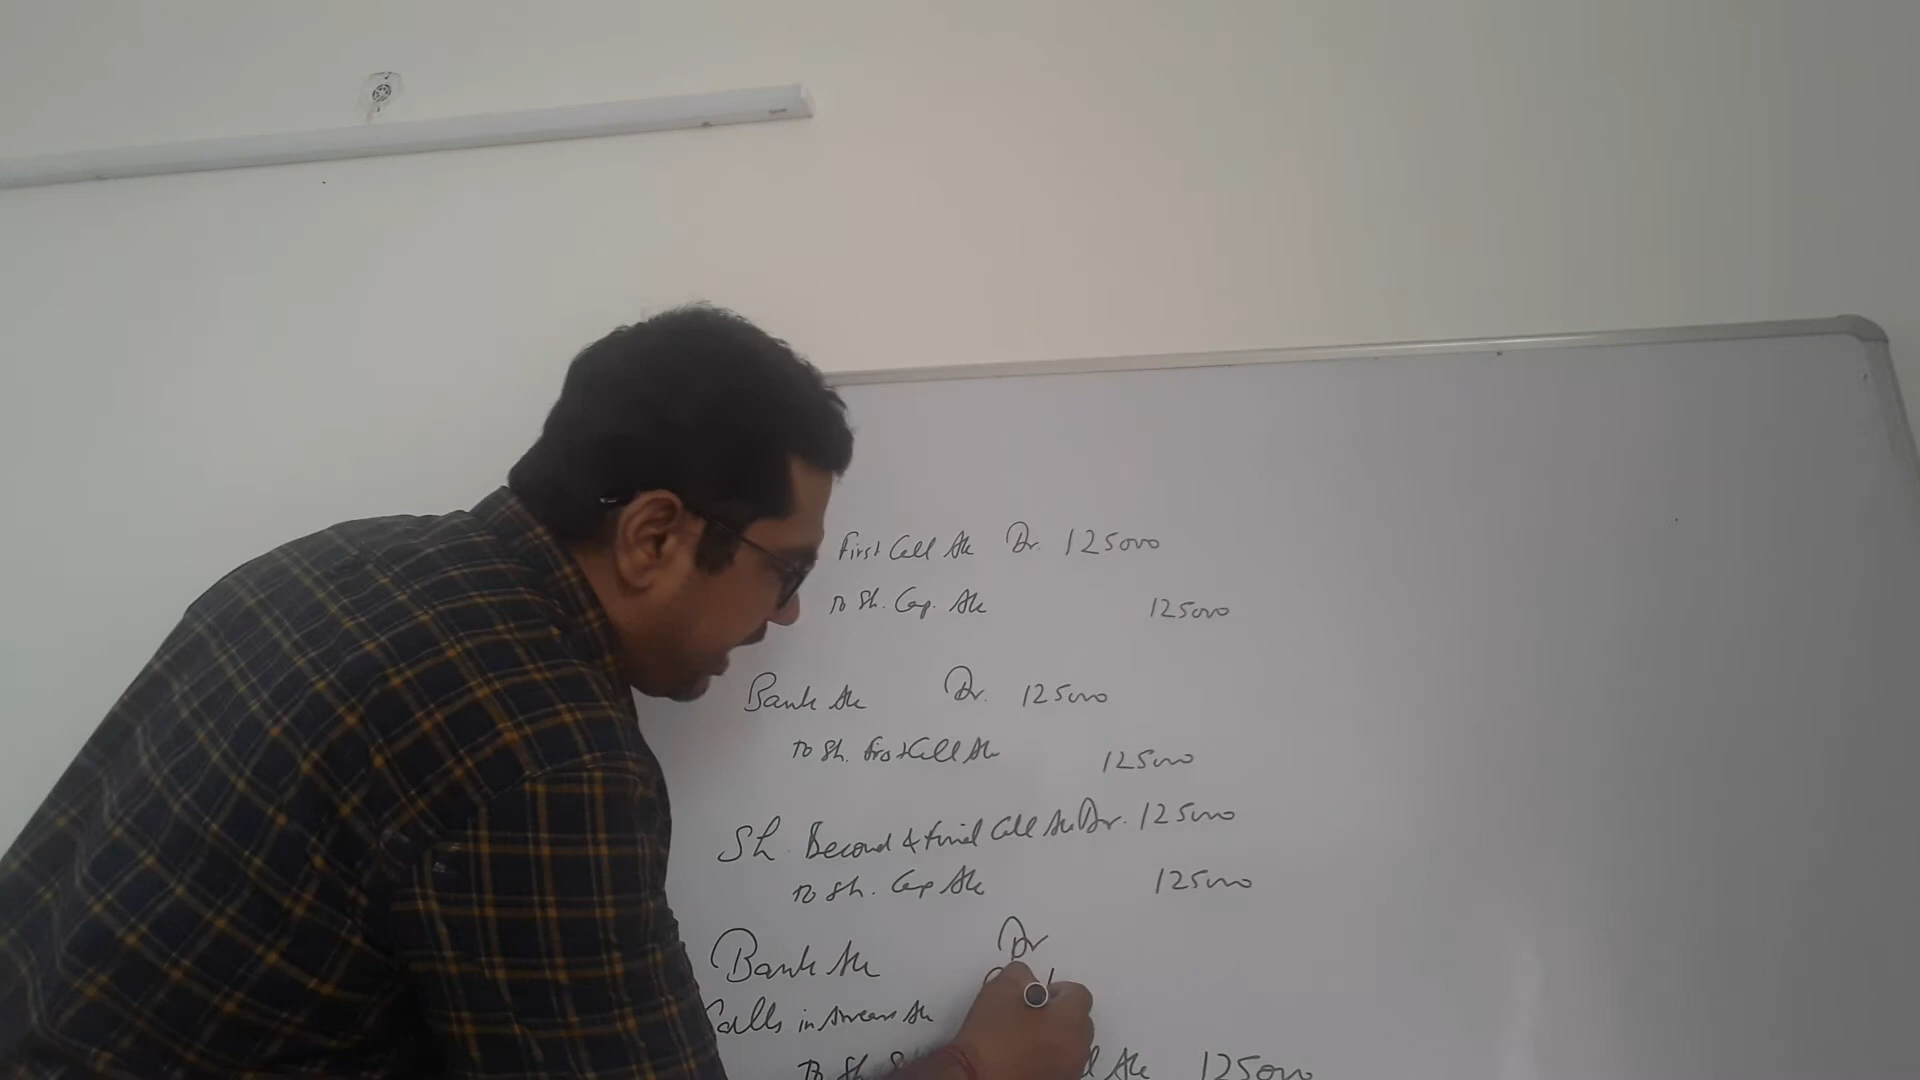 First Call A/c Dr. 125000
To Sh. Cap. A/c 125000
Bank A/c Dr. 125000
To Sh. First Call A/c 125000
Sh. Second & Final Call A/c Dr. 125000
To Sh. Cap A/c 125000
Bank A/c Dr
Calls in Arrears A/c
To Sh. A/c 125000